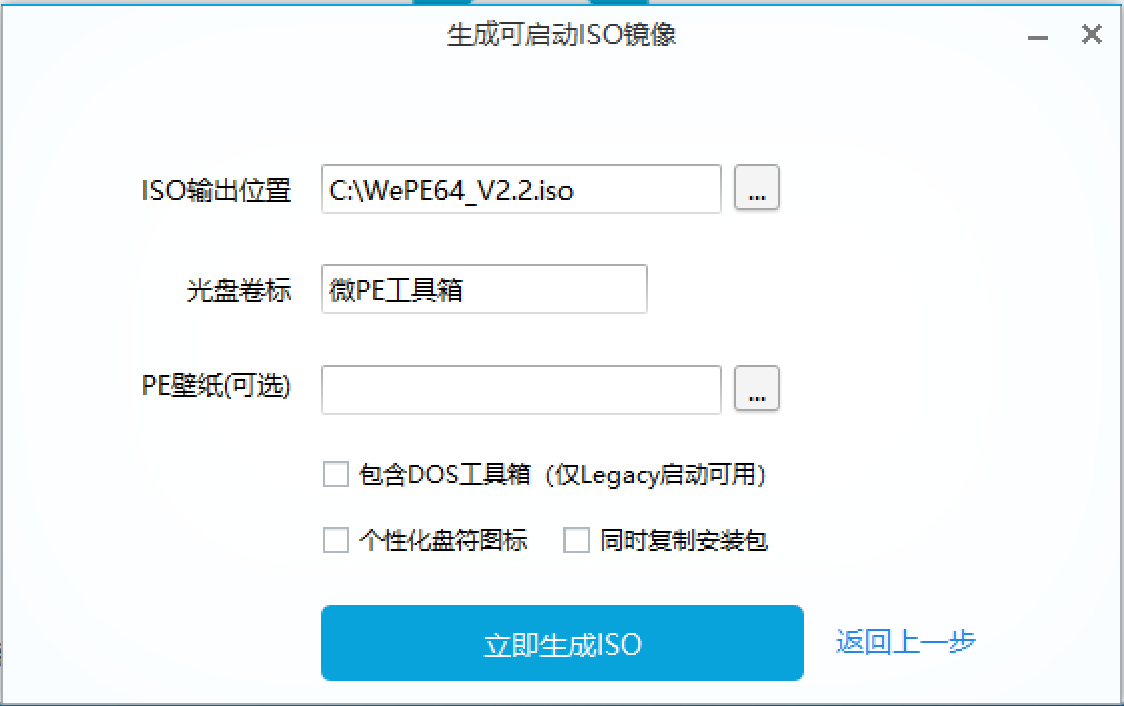 生成可启动ISO镜像
ISO输出位置 C:\WePE64_V2.2.iso ...
光盘卷标 微PE工具箱
PE壁纸(可选) ...
包含DOS工具箱（仅Legacy启动可用）
个性化盘符图标 同时复制安装包
立即生成ISO 返回上一步